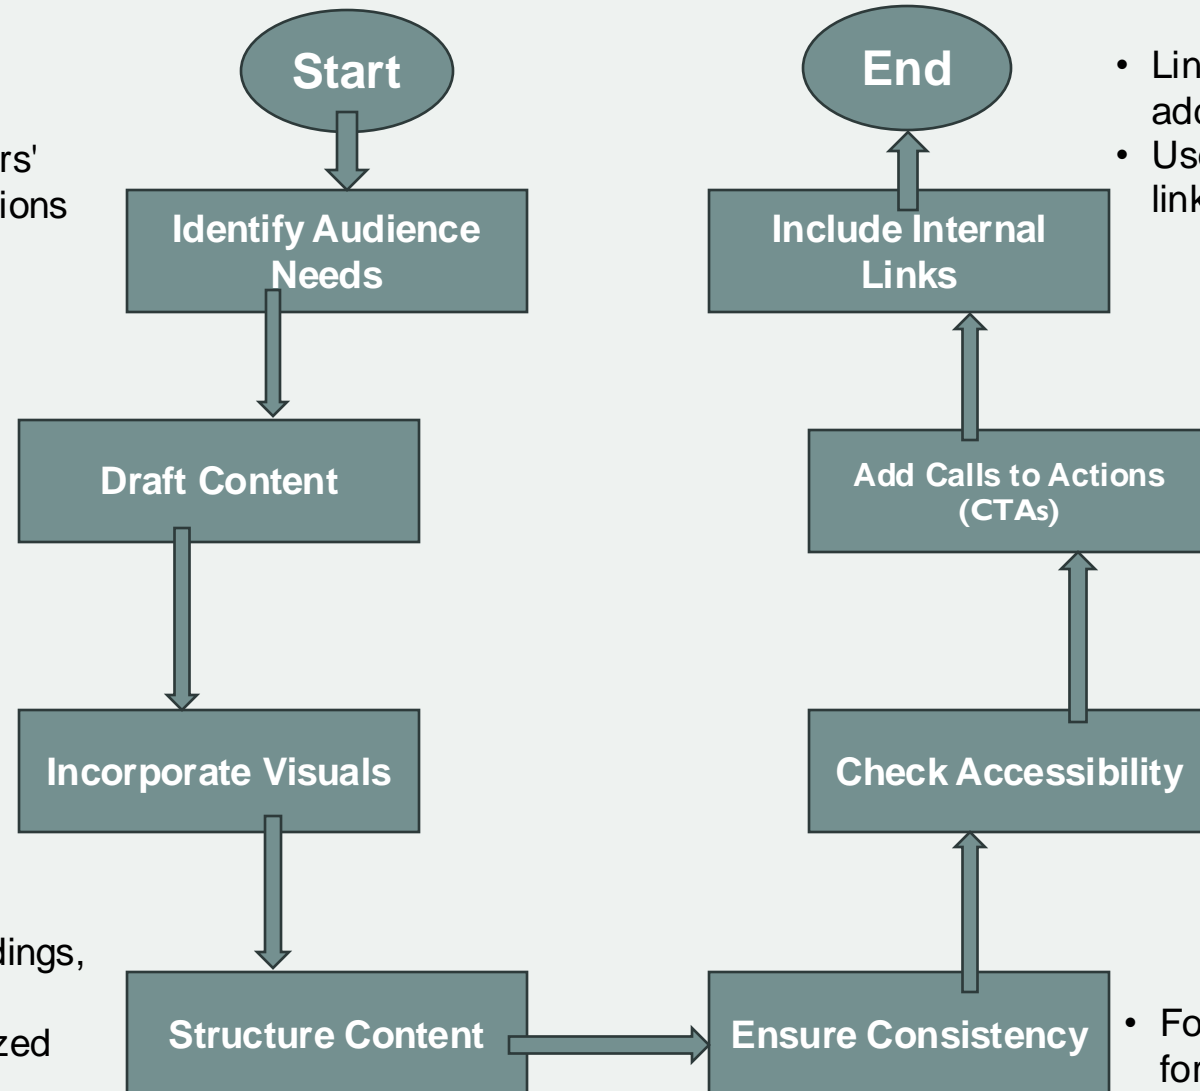 Start
Identify Audience
Needs
Draft Content
Incorporate Visuals
Structure Content
Ensure Consistency
Check Accessibility
Add Calls to Actions
(CTAs)
Include Internal
Links
End